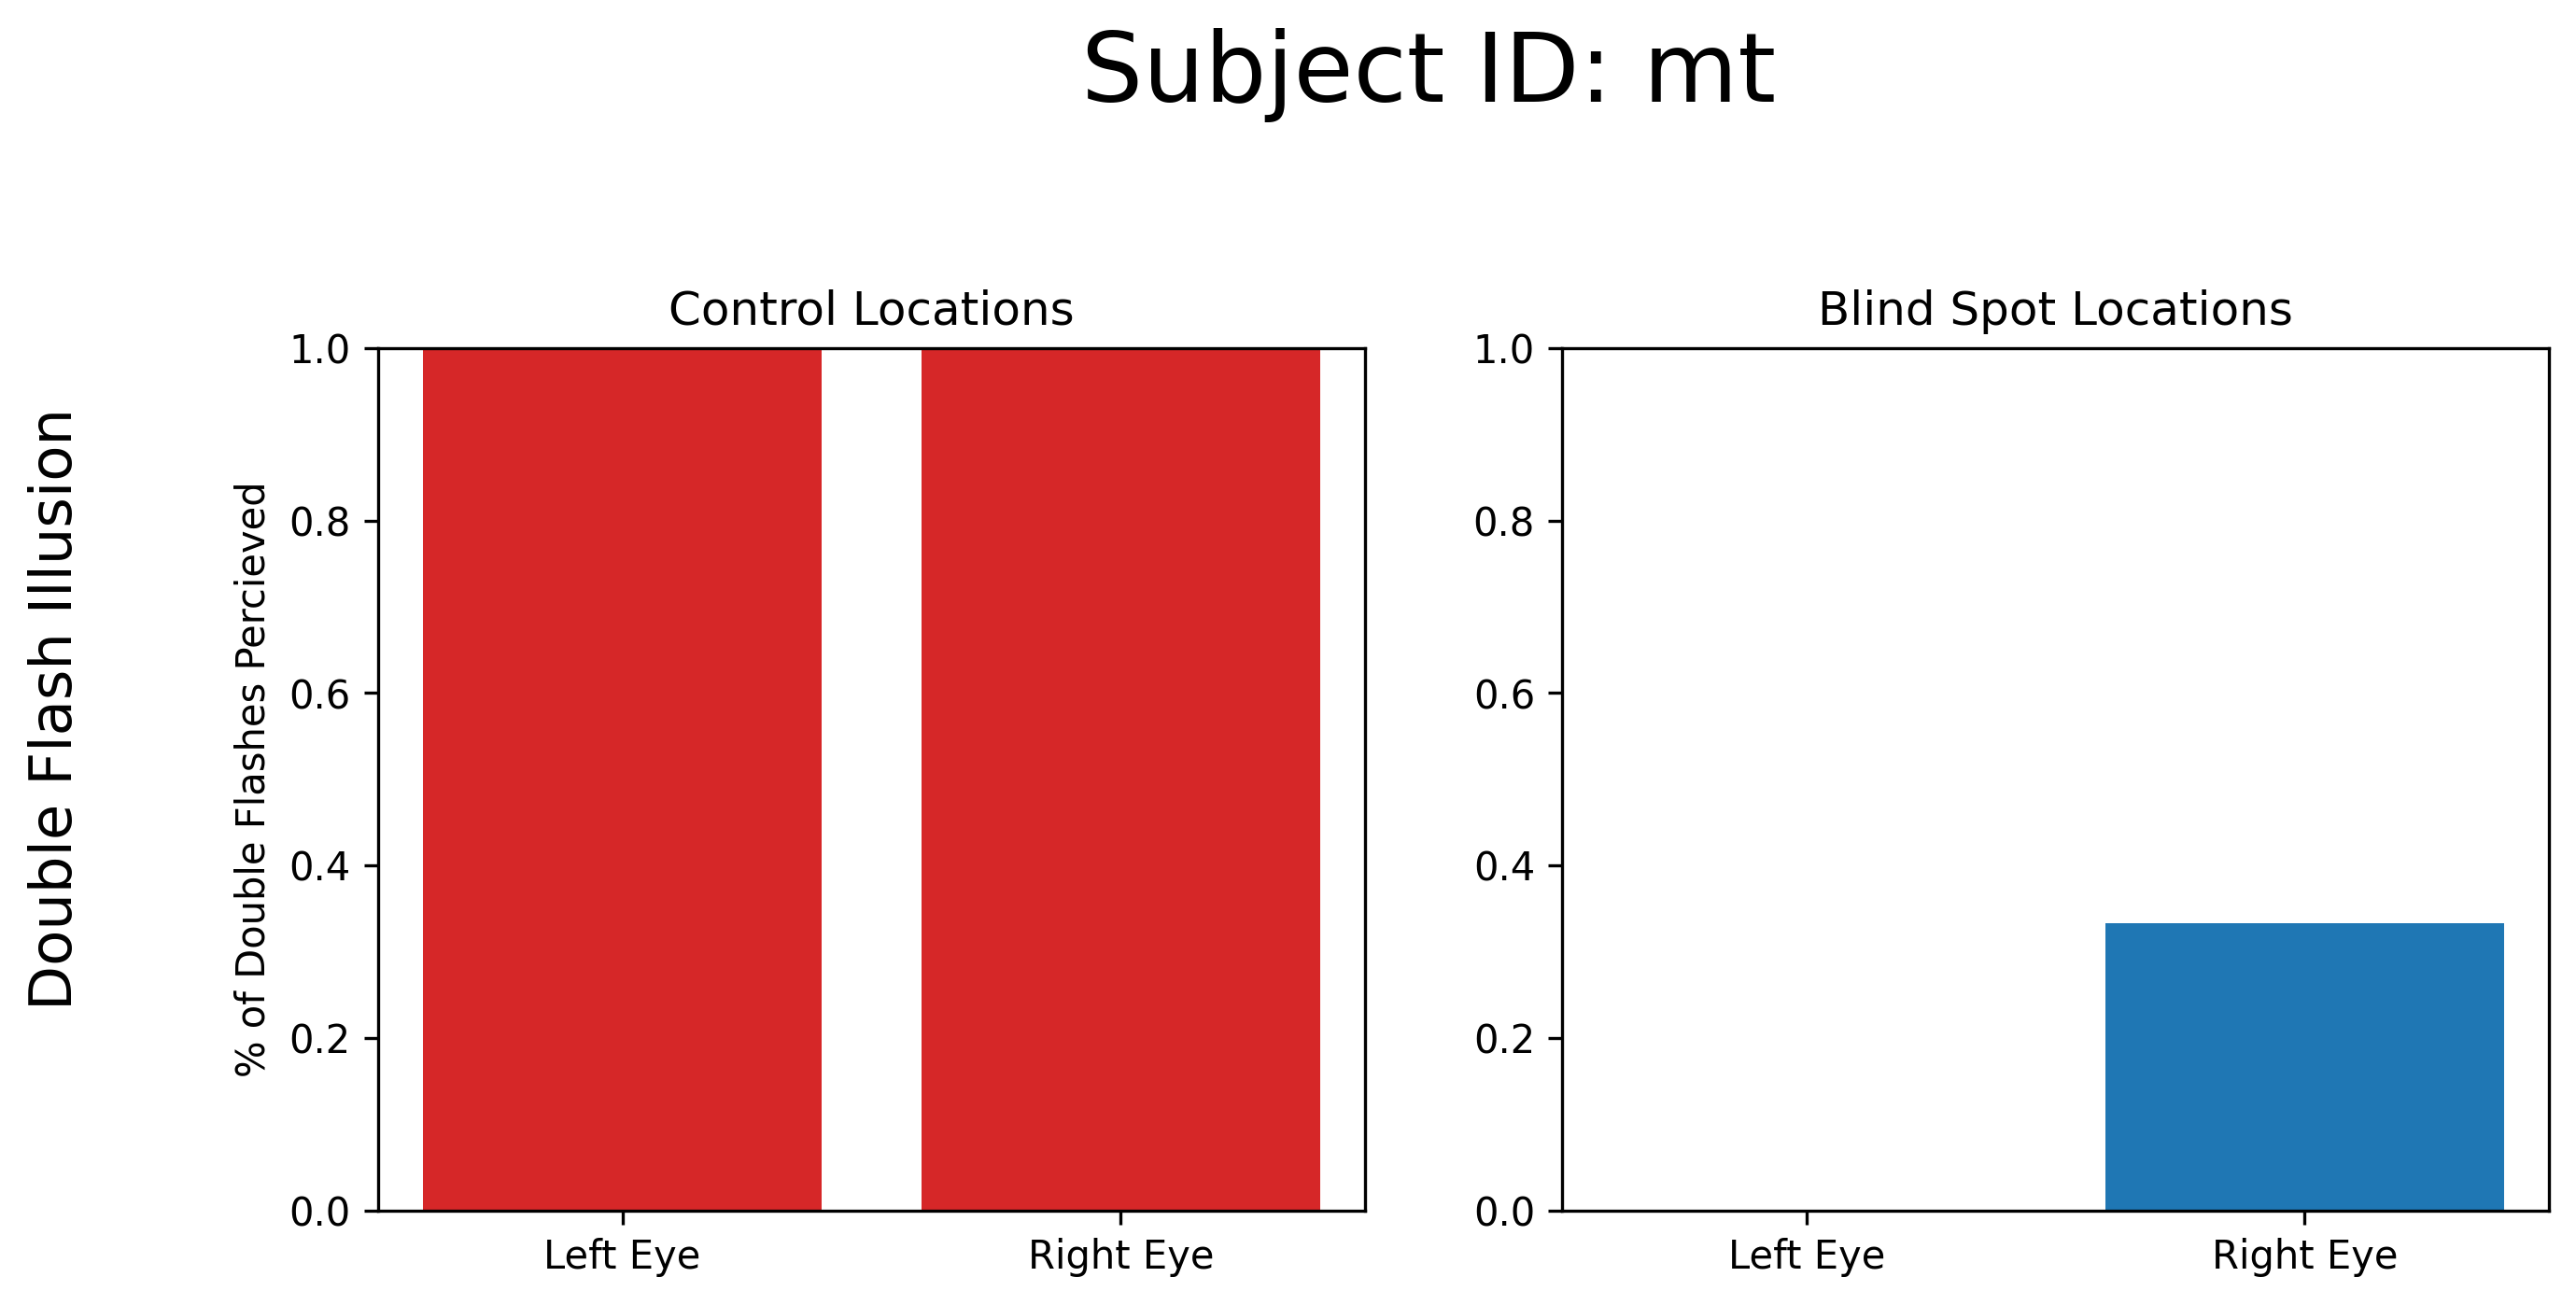 Subject ID: mt
Double Flash Illusion
Control Locations
% of Double Flashes Percieved
1.0
0.8
0.6
0.4
0.2
0.0
Left Eye
Right Eye
Blind Spot Locations
1.0
0.8
0.6
0.4
0.2
0.0
Left Eye
Right Eye